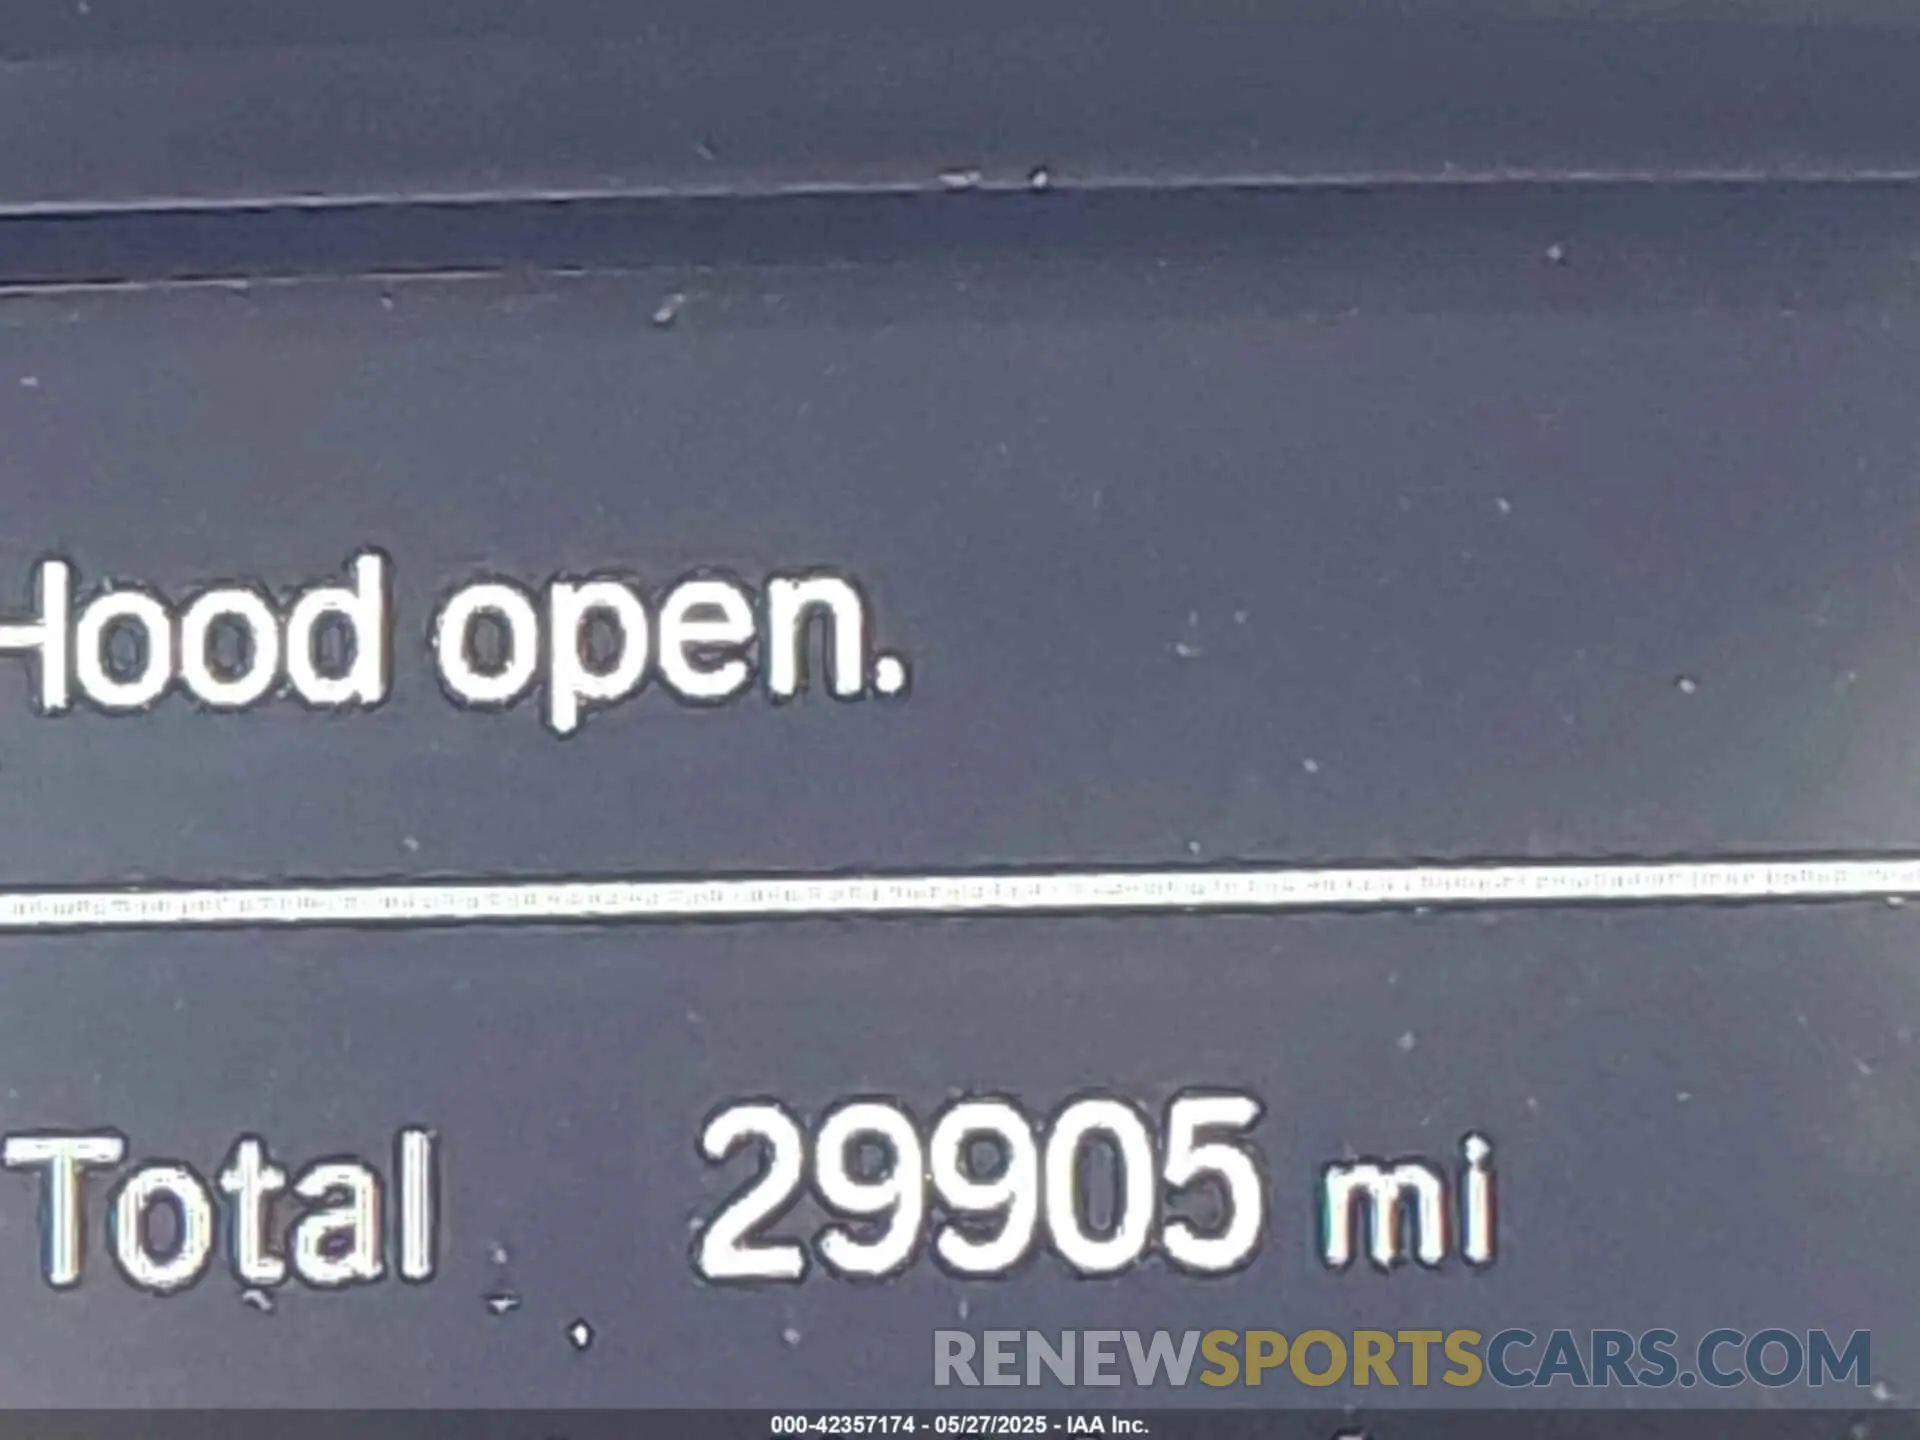 Hood open.
Total 29905 mi
RENEWSPORTSCARS.COM
000-42357174 - 05/27/2025 - IAA Inc.